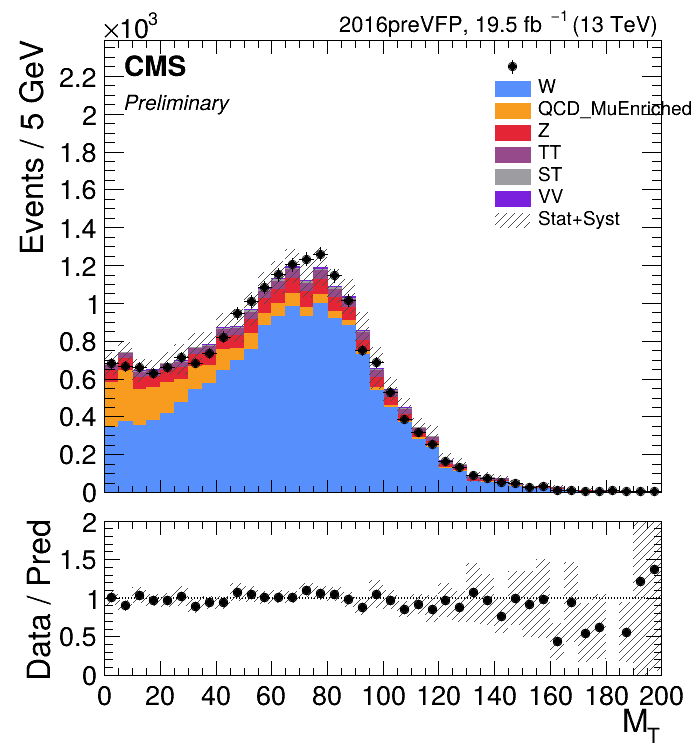 ×10³
2016preVFP, 19.5 fb ⁻¹ (13 TeV)
CMS
Preliminary
W
QCD_MuEnriched
Z
TT
ST
VV
Stat+Syst
Events / 5 GeV
2.2
2
1.8
1.6
1.4
1.2
1
0.8
0.6
0.4
0.2
0
Data / Pred
2
1.5
1
0.5
0
0 20 40 60 80 100 120 140 160 180 200
M_T